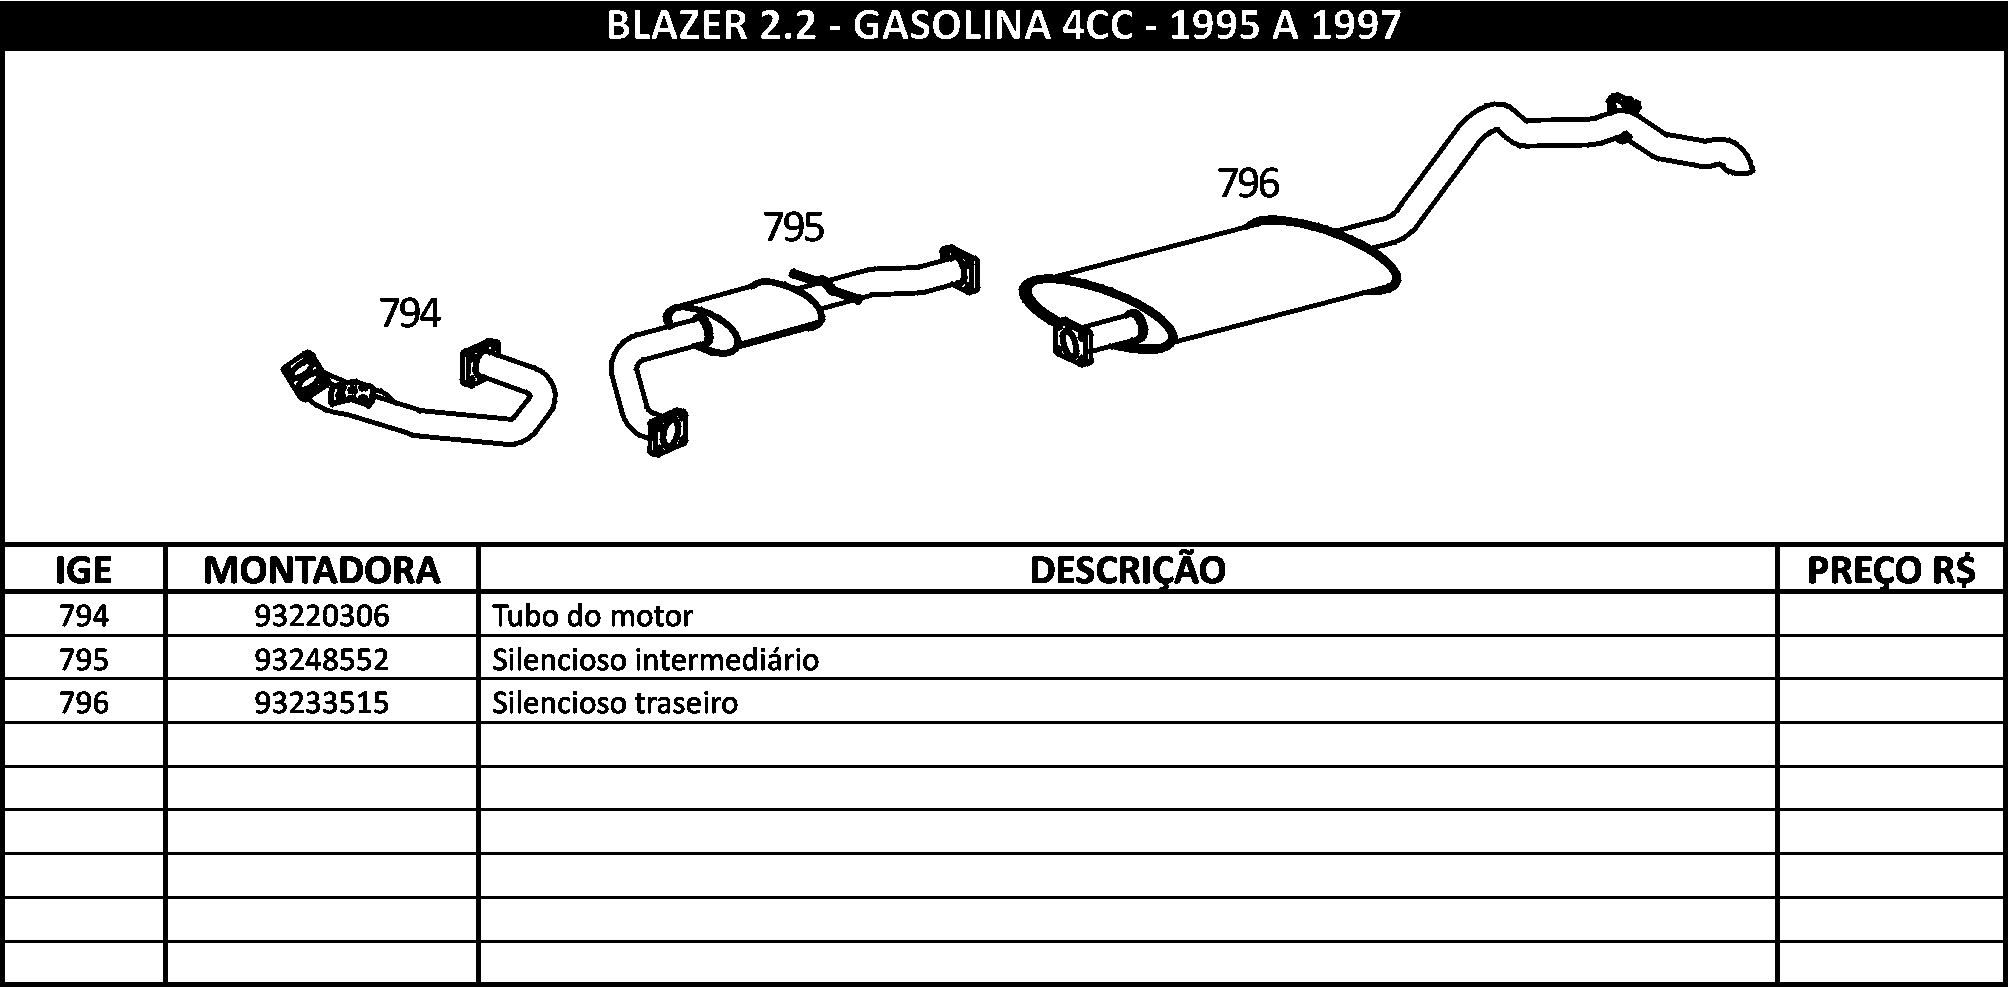 BLAZER 2.2 - GASOLINA 4CC - 1995 A 1997
796
795
794
IGE MONTADORA DESCRIÇÃO PREÇO R$
794 93220306 Tubo do motor
795 93248552 Silencioso intermediário
796 93233515 Silencioso traseiro